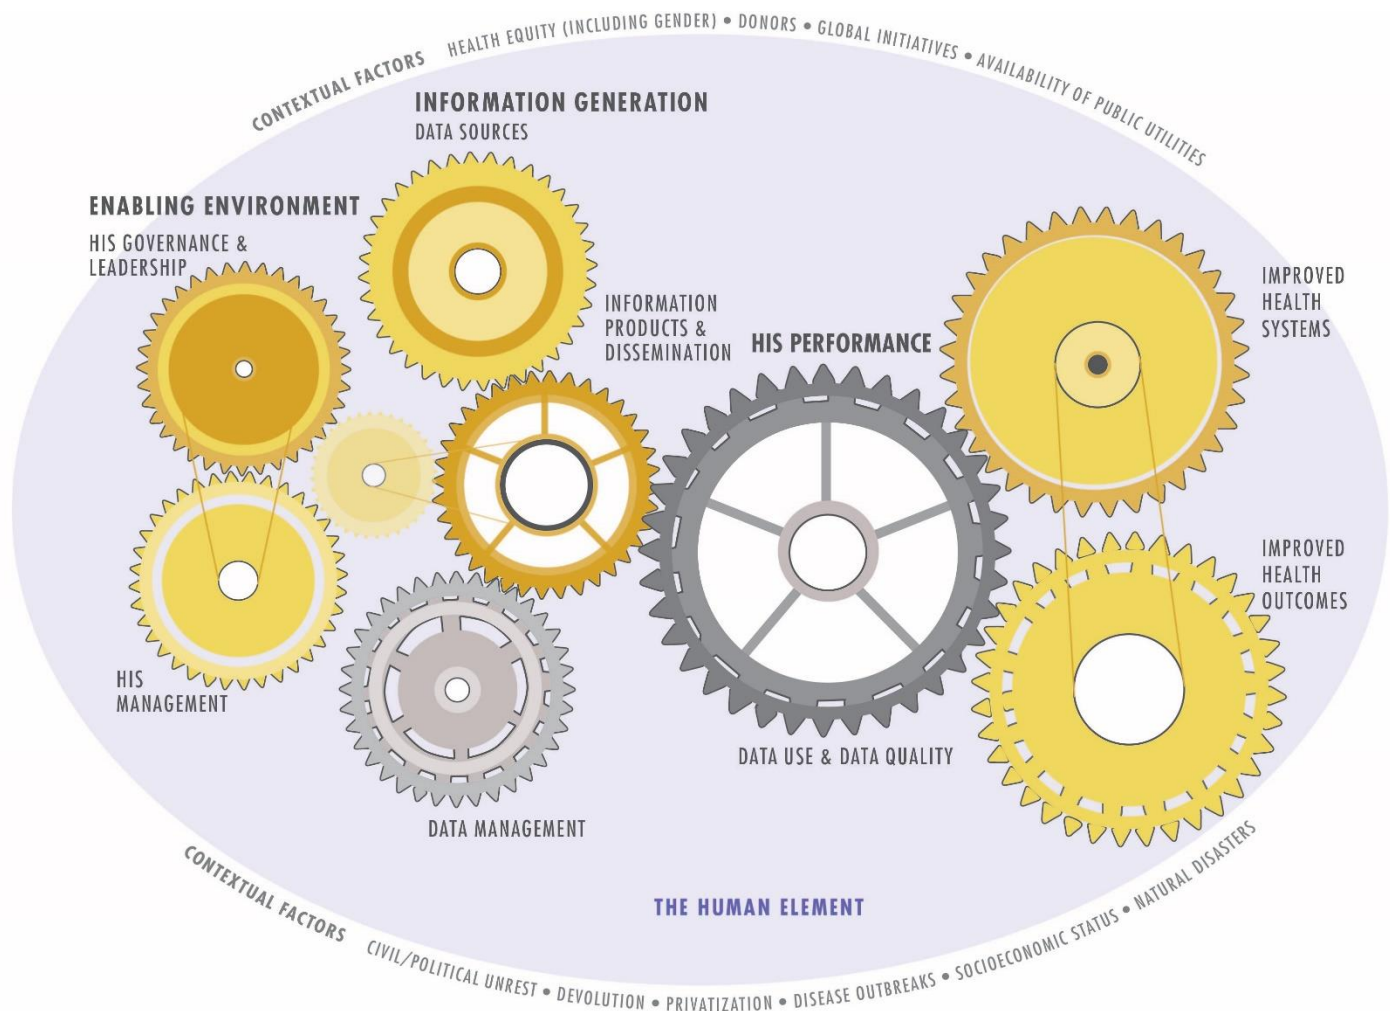 CONTEXTUAL FACTORS HEALTH EQUITY (INCLUDING GENDER) • DONORS • GLOBAL INITIATIVES • AVAILABILITY OF PUBLIC UTILITIES
INFORMATION GENERATION
DATA SOURCES
ENABLING ENVIRONMENT
HIS GOVERNANCE &
LEADERSHIP
INFORMATION
PRODUCTS &
DISSEMINATION
HIS PERFORMANCE
IMPROVED
HEALTH
SYSTEMS
IMPROVED
HEALTH
OUTCOMES
HIS
MANAGEMENT
DATA USE & DATA QUALITY
DATA MANAGEMENT
THE HUMAN ELEMENT
CONTEXTUAL FACTORS CIVIL/POLITICAL UNREST • DEVOLUTION • PRIVATIZATION • DISEASE OUTBREAKS • SOCIOECONOMIC STATUS • NATURAL DISASTERS